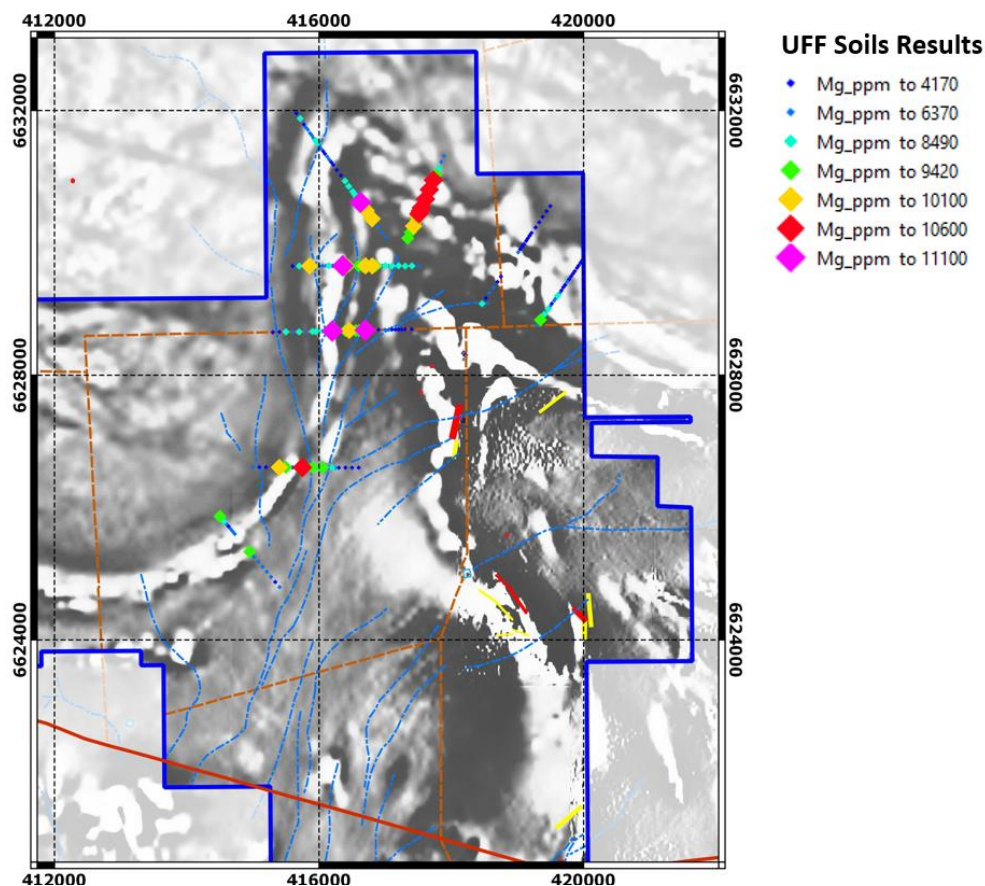 412000 416000 420000
UFF Soils Results
Mg_ppm to 4170
Mg_ppm to 6370
Mg_ppm to 8490
Mg_ppm to 9420
Mg_ppm to 10100
Mg_ppm to 10600
Mg_ppm to 11100
6632000 6632000
6628000 6628000
6624000 6624000
412000 416000 420000